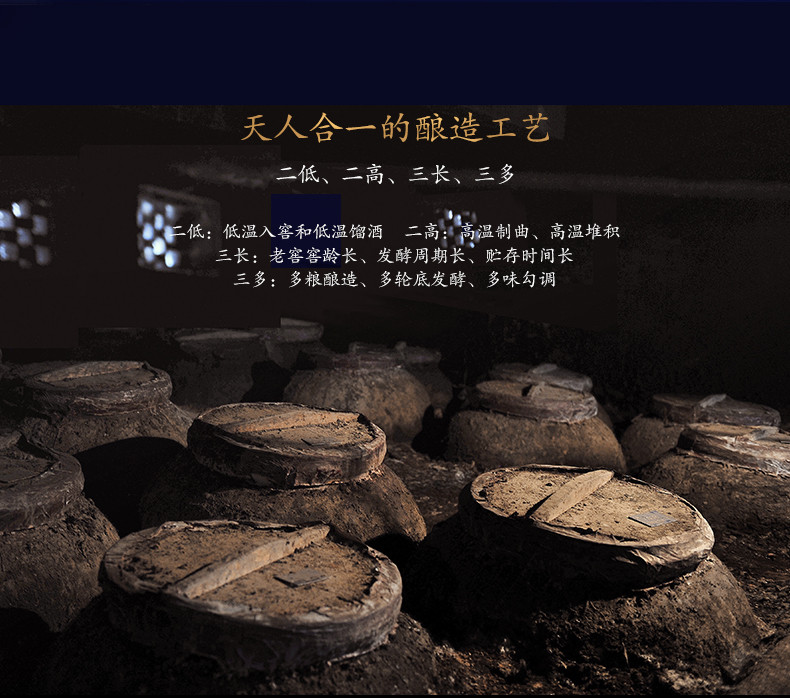 天人合一的酿造工艺
二低、二高、三长、三多
二低：低温入窖和低温馏酒　二高：高温制曲、高温堆积
三长：老窖窖龄长、发酵周期长、贮存时间长
三多：多粮酿造、多轮底发酵、多味勾调